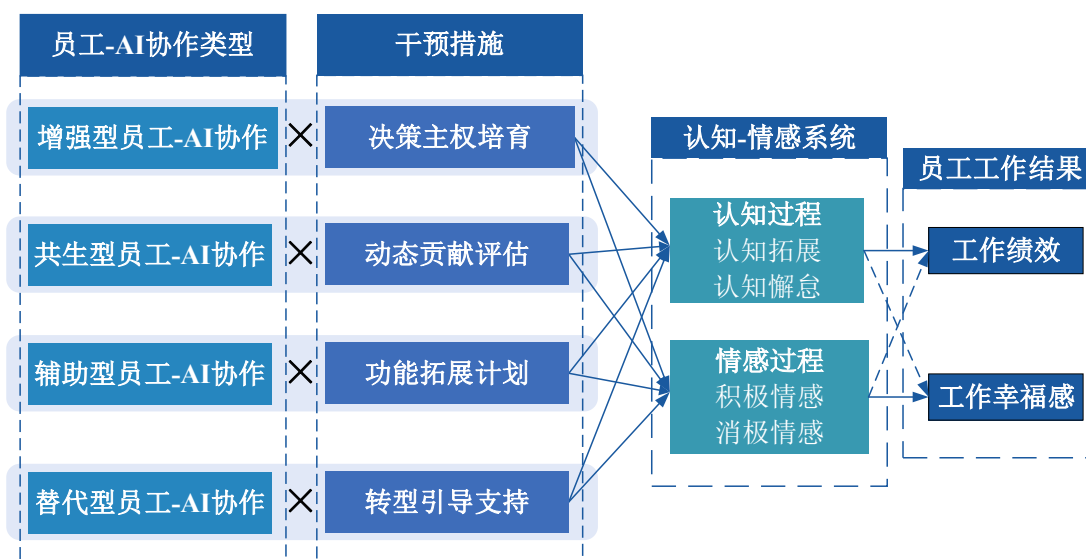 员工-AI协作类型
干预措施
增强型员工-AI协作
×
决策主权培育
共生型员工-AI协作
×
动态贡献评估
辅助型员工-AI协作
×
功能拓展计划
替代型员工-AI协作
×
转型引导支持
认知-情感系统
认知过程
认知拓展
认知懈怠
情感过程
积极情感
消极情感
员工工作结果
工作绩效
工作幸福感